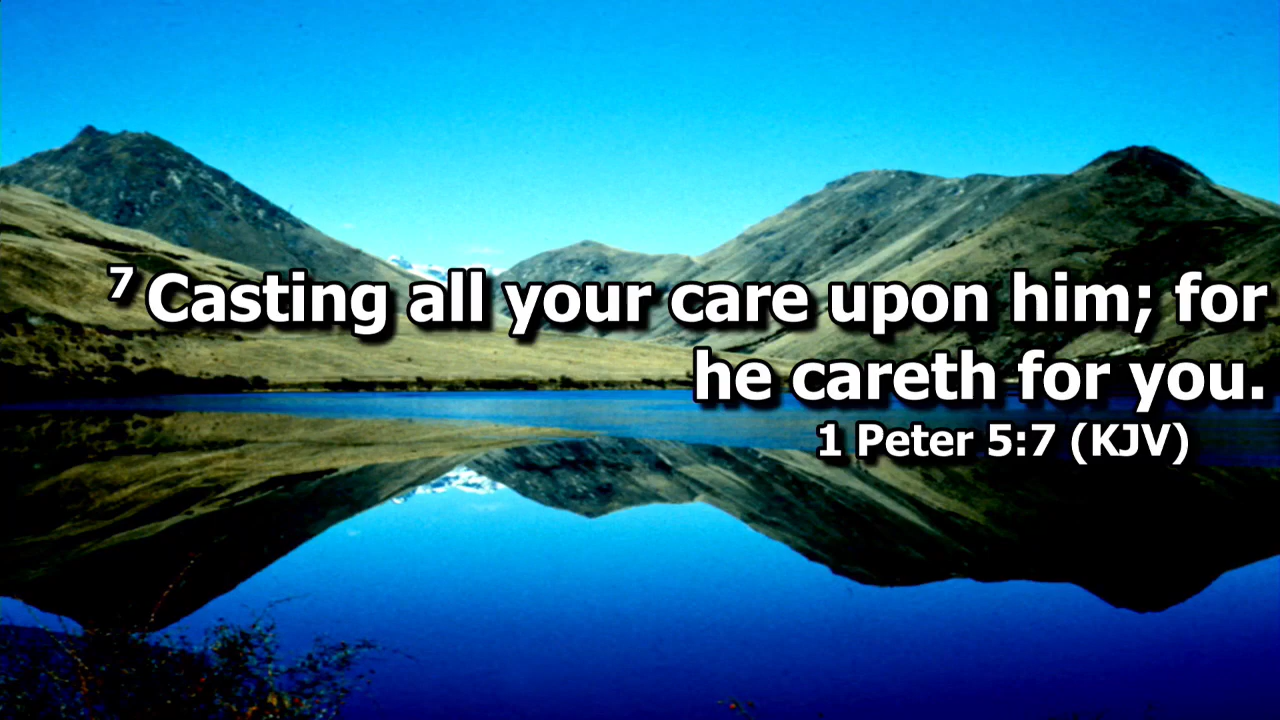 7 Casting all your care upon him; for
he careth for you.
1 Peter 5:7 (KJV)